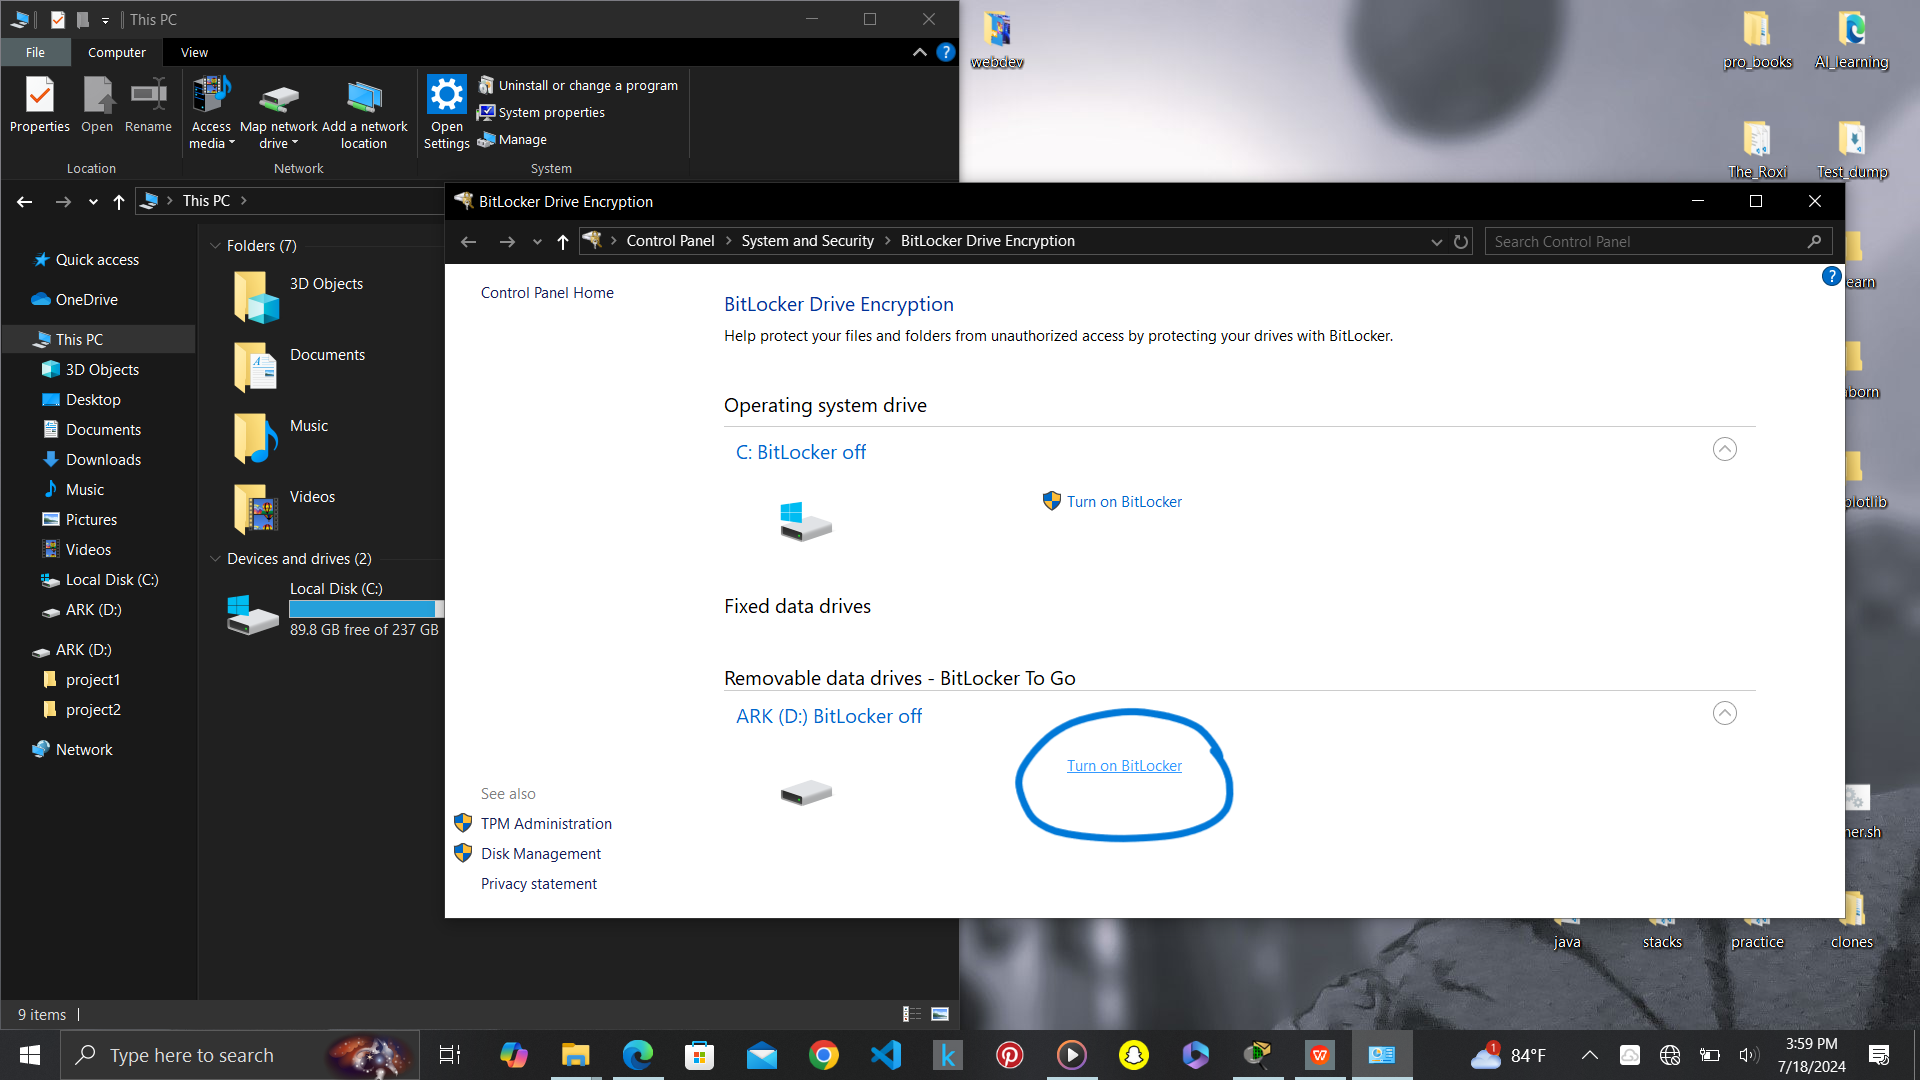 This PC
File
Computer
View
Properties
Open
Rename
Access media
Map network drive
Add a network location
Open Settings
Uninstall or change a program
System properties
Manage
Location
Network
System
This PC
Quick access
OneDrive
This PC
3D Objects
Desktop
Documents
Downloads
Music
Pictures
Videos
Local Disk (C:)
ARK (D:)
ARK (D:)
project1
project2
Network
Folders (7)
3D Objects
Documents
Music
Videos
Devices and drives (2)
Local Disk (C:)
89.8 GB free of 237 GB
9 items
BitLocker Drive Encryption
Control Panel
System and Security
BitLocker Drive Encryption
Search Control Panel
?
Control Panel Home
BitLocker Drive Encryption
Help protect your files and folders from unauthorized access by protecting your drives with BitLocker.
Operating system drive
C: BitLocker off
Turn on BitLocker
Fixed data drives
Removable data drives - BitLocker To Go
ARK (D:) BitLocker off
Turn on BitLocker
See also
TPM Administration
Disk Management
Privacy statement
webdev
pro_books
AI_learning
The_Roxi
Test_dump
earn
born
plotlib
ner.sh
java
stacks
practice
clones
Type here to search
k
1
84°F
3:59 PM
7/18/2024